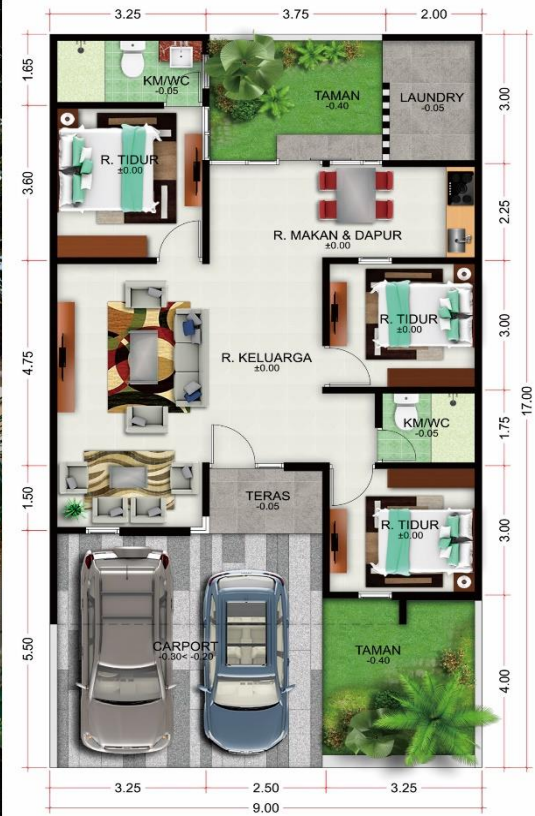 3.25
3.75
2.00
1.65
KM/WC
-0.05
TAMAN
-0.40
LAUNDRY
-0.05
3.00
3.60
R. TIDUR
±0.00
R. MAKAN & DAPUR
±0.00
2.25
4.75
R. KELUARGA
±0.00
R. TIDUR
±0.00
3.00
17.00
KM/WC
-0.05
1.75
1.50
TERAS
-0.05
R. TIDUR
±0.00
3.00
5.50
CARPORT
-0.30< -0.20
TAMAN
-0.40
4.00
3.25
2.50
3.25
9.00